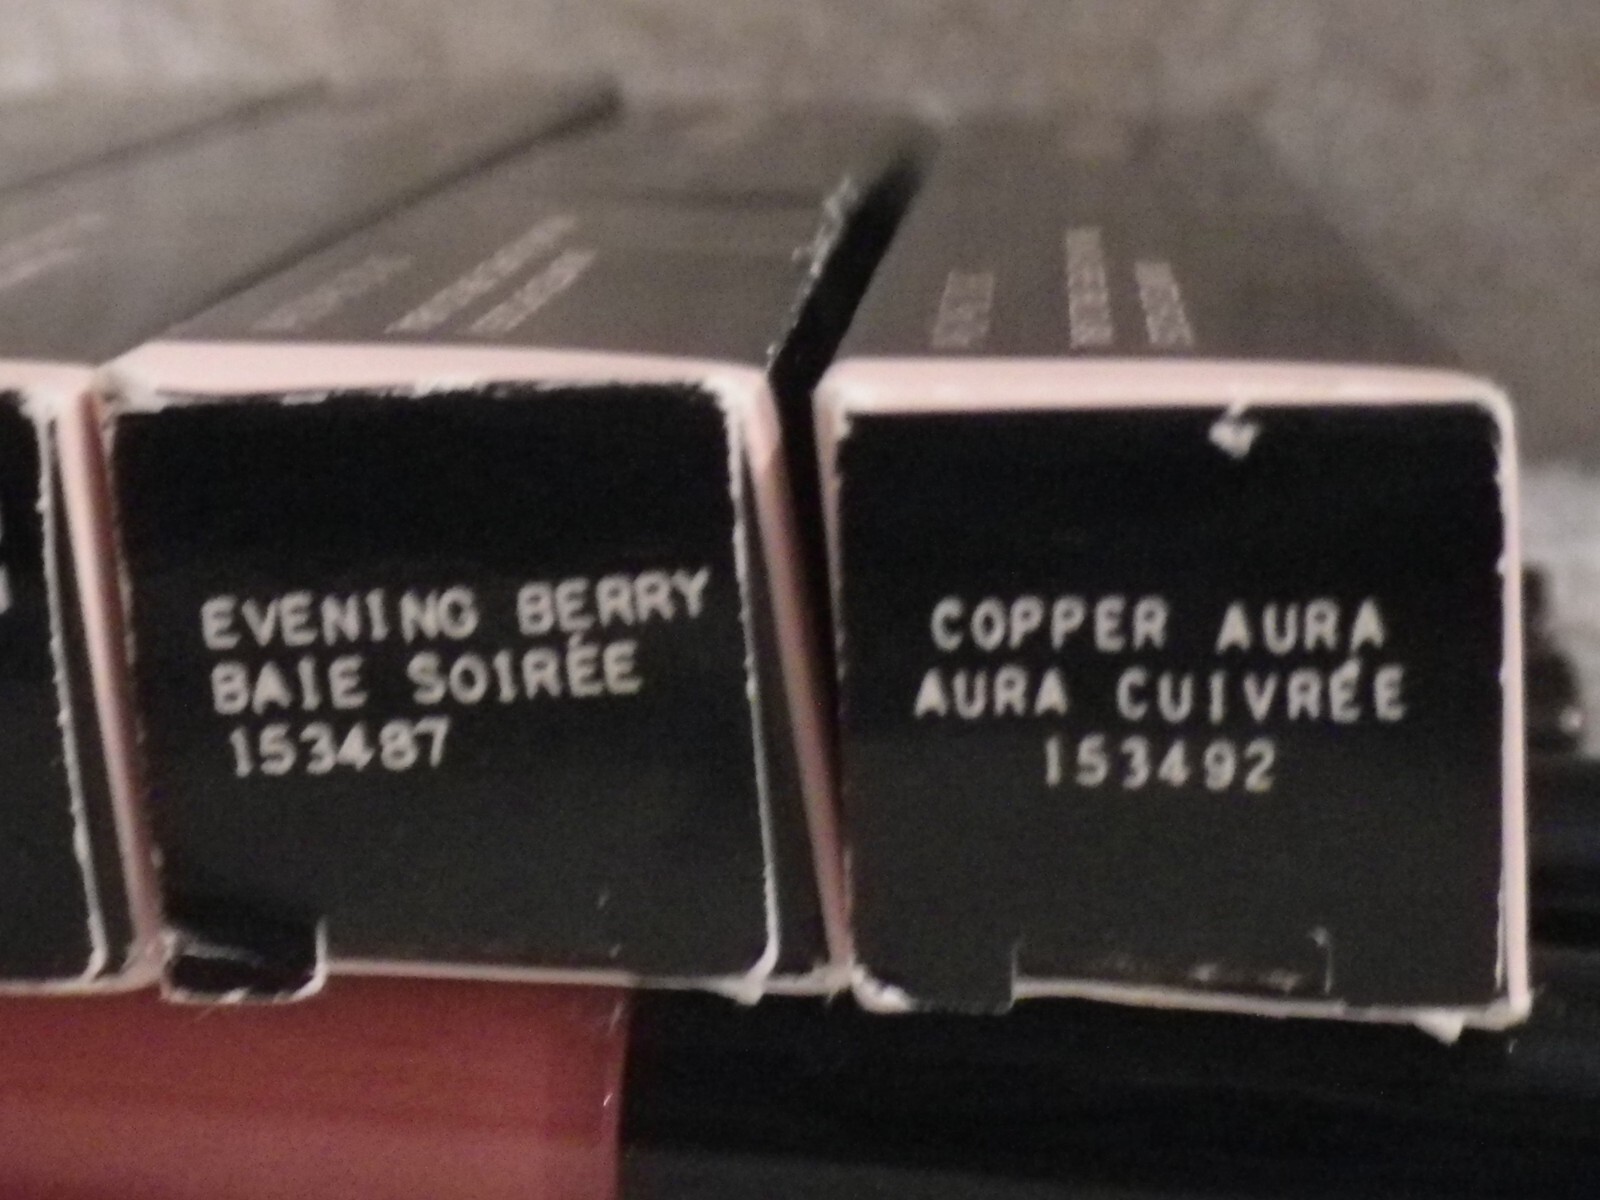 EVENING BERRY
BAIE SOIRÉE
153487
COPPER AURA
AURA CUIVRÉE
153492